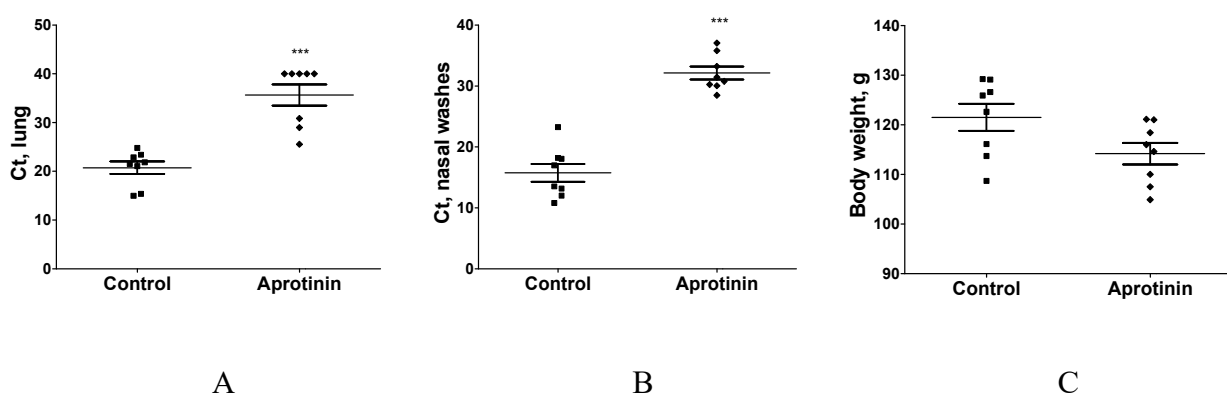 Ct, lung
50
40
30
20
10
0
***
Control
Aprotinin
A
Ct, nasal washes
40
30
20
10
0
***
Control
Aprotinin
B
Body weight, g
130
120
110
100
90
Control
Aprotinin
C